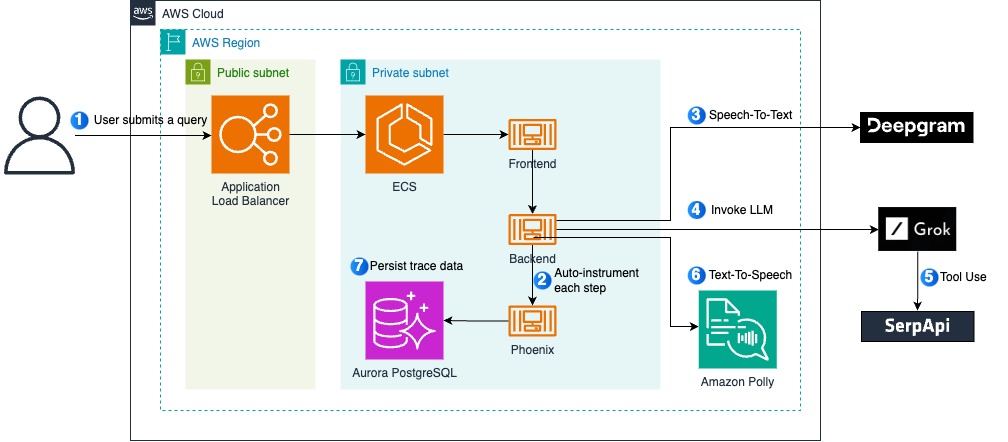 aws
AWS Cloud
AWS Region
Public subnet
Private subnet
1
User submits a query
Application
Load Balancer
ECS
Frontend
3
Speech-To-Text
Deepgram
4
Invoke LLM
Grok
Backend
7
Persist trace data
2
Auto-instrument
each step
6
Text-To-Speech
5
Tool Use
SerpApi
Phoenix
Aurora PostgreSQL
Amazon Polly